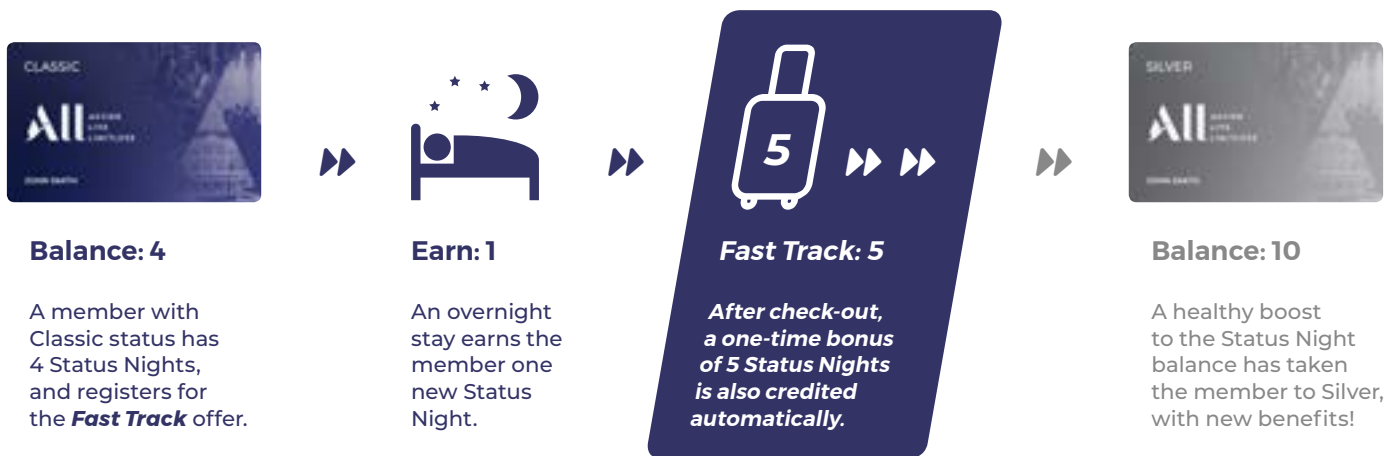 CLASSIC
All
JOHN SMITH
Balance: 4
A member with
Classic status has
4 Status Nights,
and registers for
the Fast Track offer.
Earn: 1
An overnight
stay earns the
member one
new Status
Night.
5
Fast Track: 5
After check-out,
a one-time bonus
of 5 Status Nights
is also credited
automatically.
SILVER
All
JOHN SMITH
Balance: 10
A healthy boost
to the Status Night
balance has taken
the member to Silver,
with new benefits!